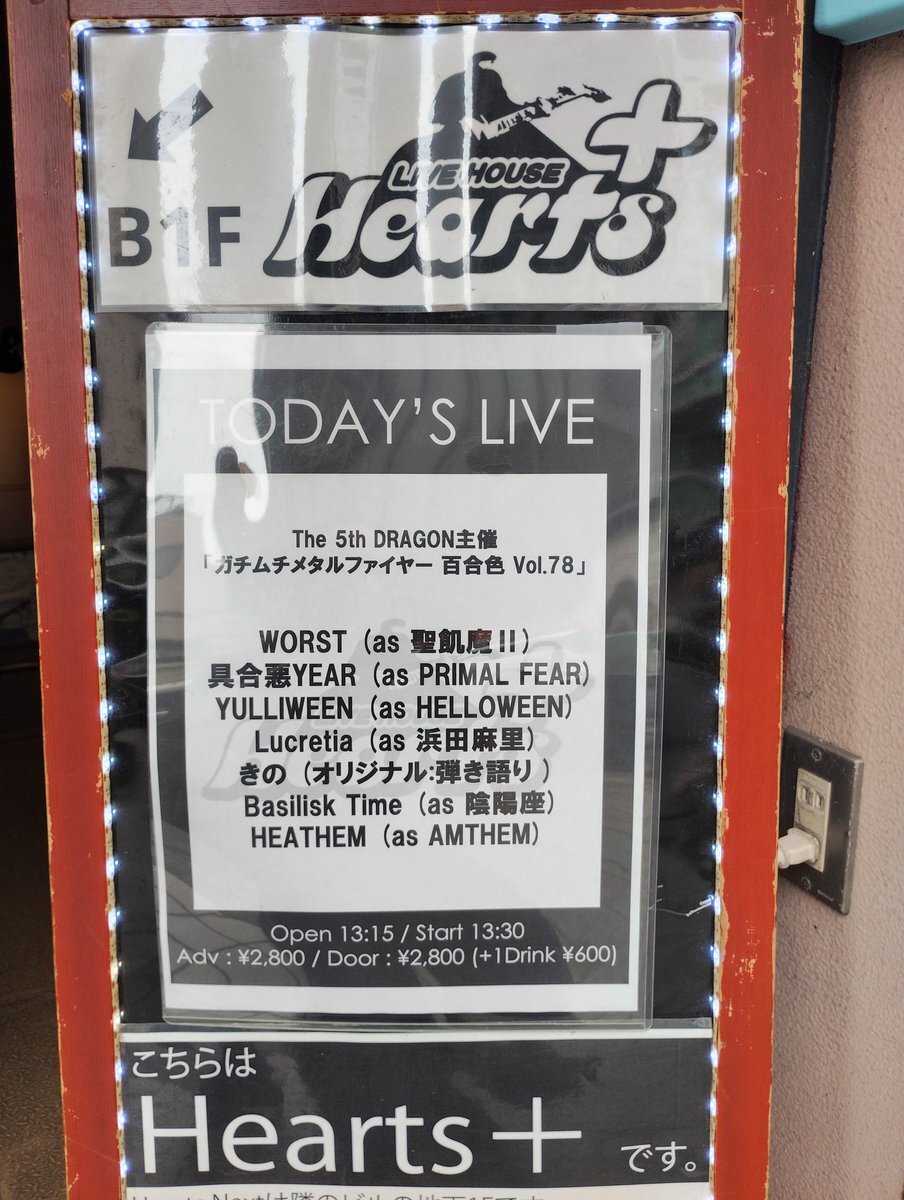 B1F
LIVE HOUSE
Hearts+
TODAY'S LIVE
The 5th DRAGON主催
「ガチムチメタルファイヤー 百合色 Vol.78」
WORST（as 聖飢魔Ⅱ）
具合悪YEAR（as PRIMAL FEAR）
YULLIWEEN（as HELLOWEEN）
Lucretia（as 浜田麻里）
きの（オリジナル:弾き語り）
Basilisk Time（as 陰陽座）
HEATHEM（as AMTHEM）
Open 13:15 / Start 13:30
Adv : ¥2,800 / Door : ¥2,800 (+1Drink ¥600)
こちらは
Hearts＋ です。